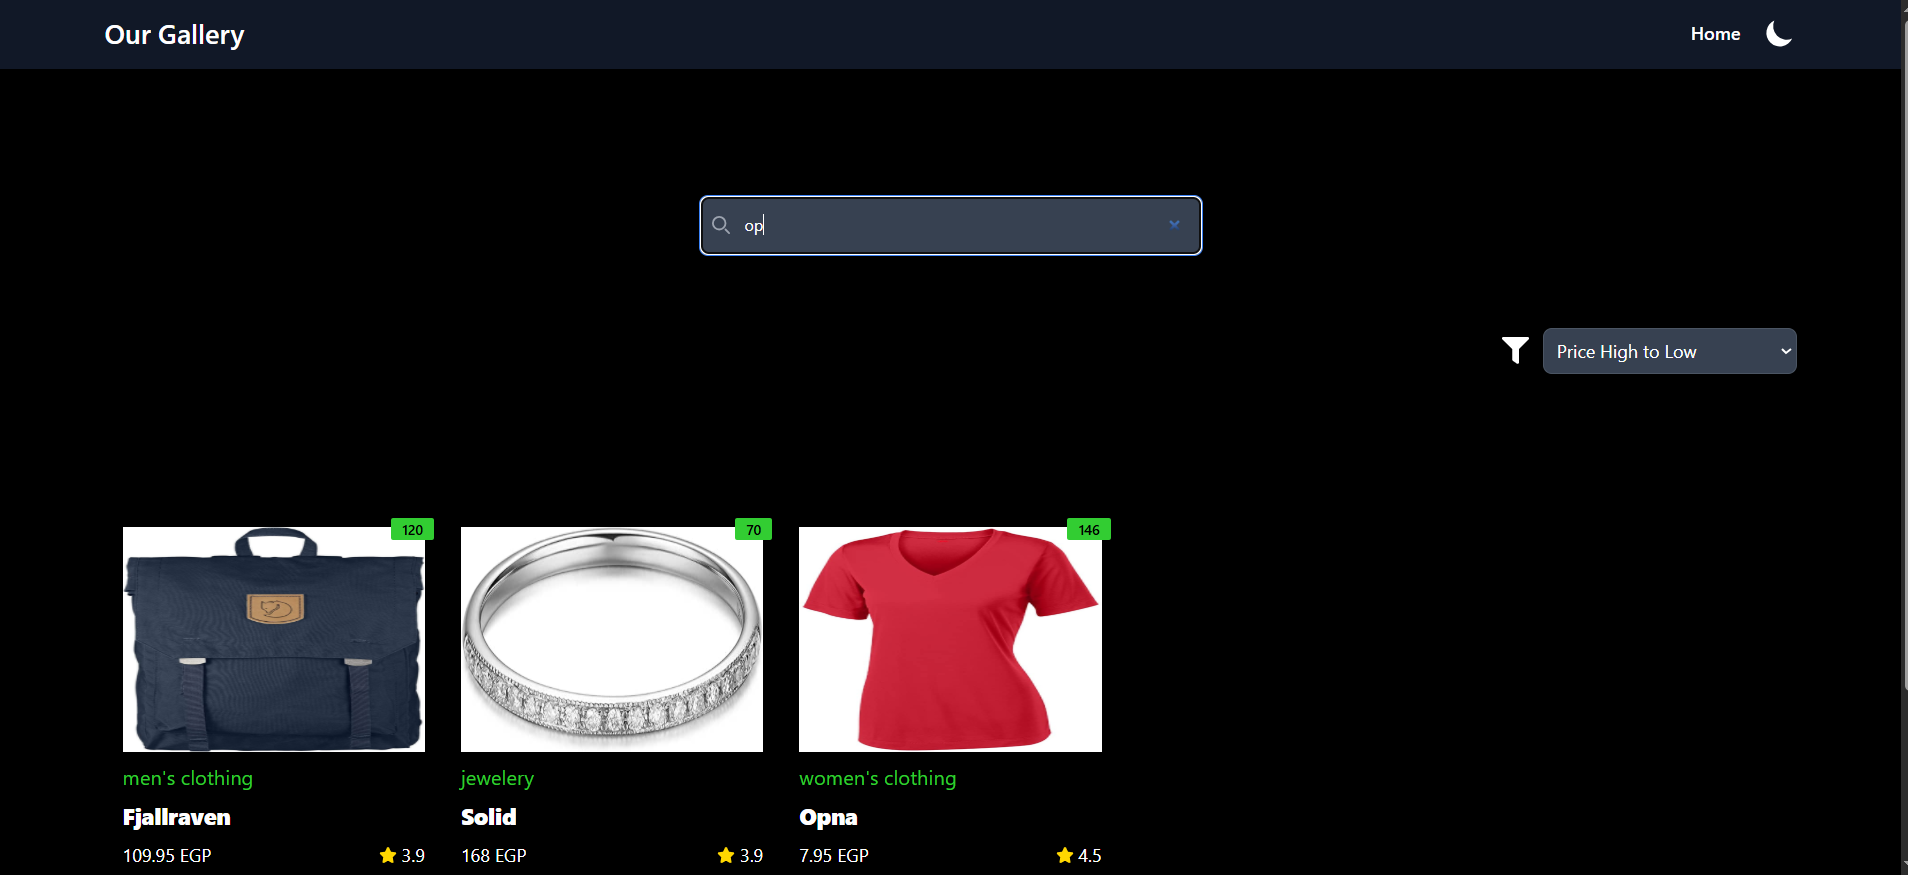 Our Gallery
Home
op
Price High to Low
120
70
146
men's clothing
jewelery
women's clothing
Fjallraven
Solid
Opna
109.95 EGP
3.9
168 EGP
3.9
7.95 EGP
4.5